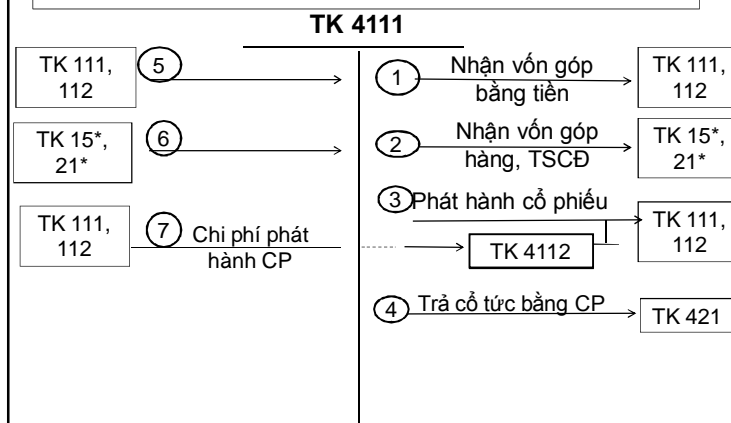 TK 4111
TK 111,
112
5
1
Nhận vốn góp
bằng tiền
TK 111,
112
TK 15*,
21*
6
2
Nhận vốn góp
hàng, TSCĐ
TK 15*,
21*
3
Phát hành cổ phiếu
TK 111,
112
TK 111,
112
7
Chi phí phát
hành CP
TK 4112
4
Trả cổ tức bằng CP
TK 421